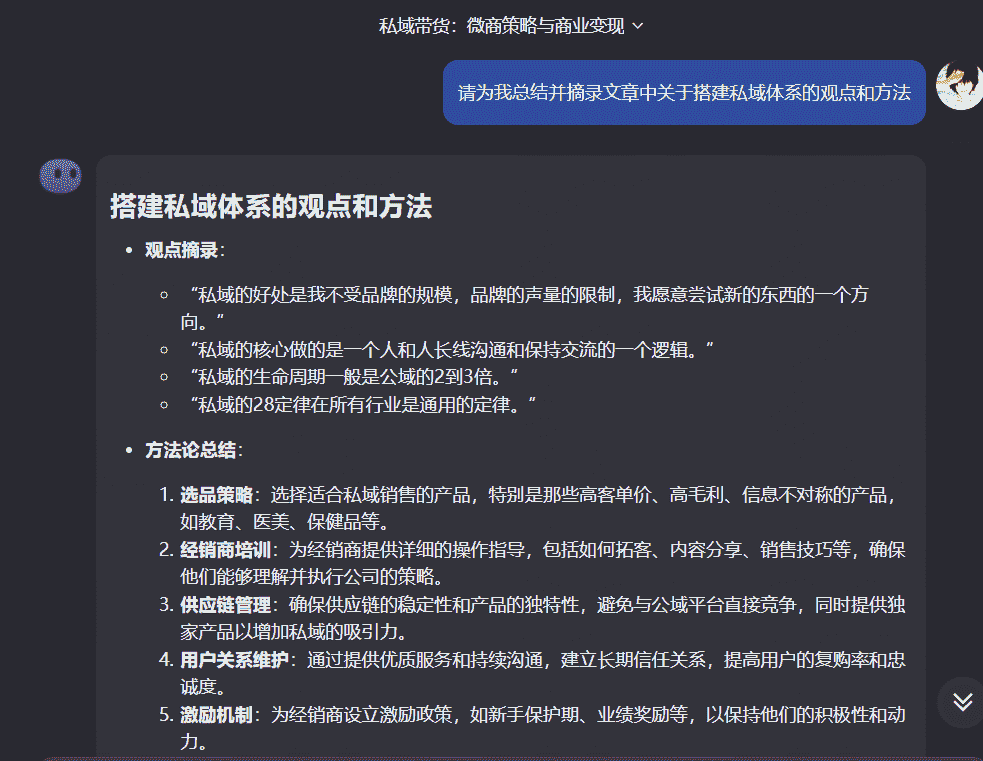 私域带货：微商策略与商业变现
请为我总结并摘录文章中关于搭建私域体系的观点和方法
搭建私域体系的观点和方法
• 观点摘录：
“私域的好处是我不受品牌的规模，品牌的声量的限制，我愿意尝试新的东西的一个方
向。”
“私域的核心做的是一个人和人长线沟通和保持交流的一个逻辑。”
“私域的生命周期一般是公域的2到3倍。”
“私域的28定律在所有行业是通用的定律。”
• 方法论总结：
1. 选品策略：选择适合私域销售的产品，特别是那些高客单价、高毛利、信息不对称的产品，
如教育、医美、保健品等。
2. 经销商培训：为经销商提供详细的操作指导，包括如何拓客、内容分享、销售技巧等，确保
他们能够理解并执行公司的策略。
3. 供应链管理：确保供应链的稳定性和产品的独特性，避免与公域平台直接竞争，同时提供独
家产品以增加私域的吸引力。
4. 用户关系维护：通过提供优质服务和持续沟通，建立长期信任关系，提高用户的复购率和忠
诚度。
5. 激励机制：为经销商设立激励政策，如新手保护期、业绩奖励等，以保持他们的积极性和动
力。